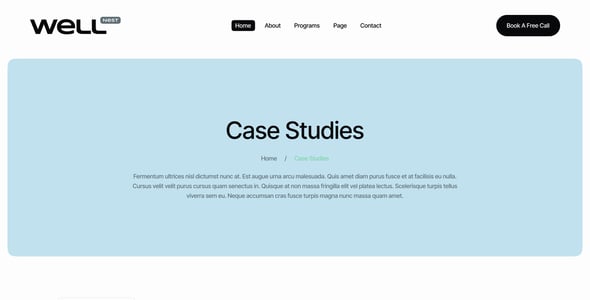 WELL NEST
Home About Programs Page Contact
Book A Free Call
Case Studies
Home / Case Studies
Fermentum ultrices nisl dictumst nunc at. Est augue urna arcu malesuada. Quis amet diam purus fusce et at facilisis eu nulla.
Cursus velit velit purus cursus quam senectus in. Quisque at non massa fringilla elit vel platea lectus. Scelerisque turpis tellus
viverra sem eu. Neque accumsan cras fusce turpis magna nunc massa quam amet.